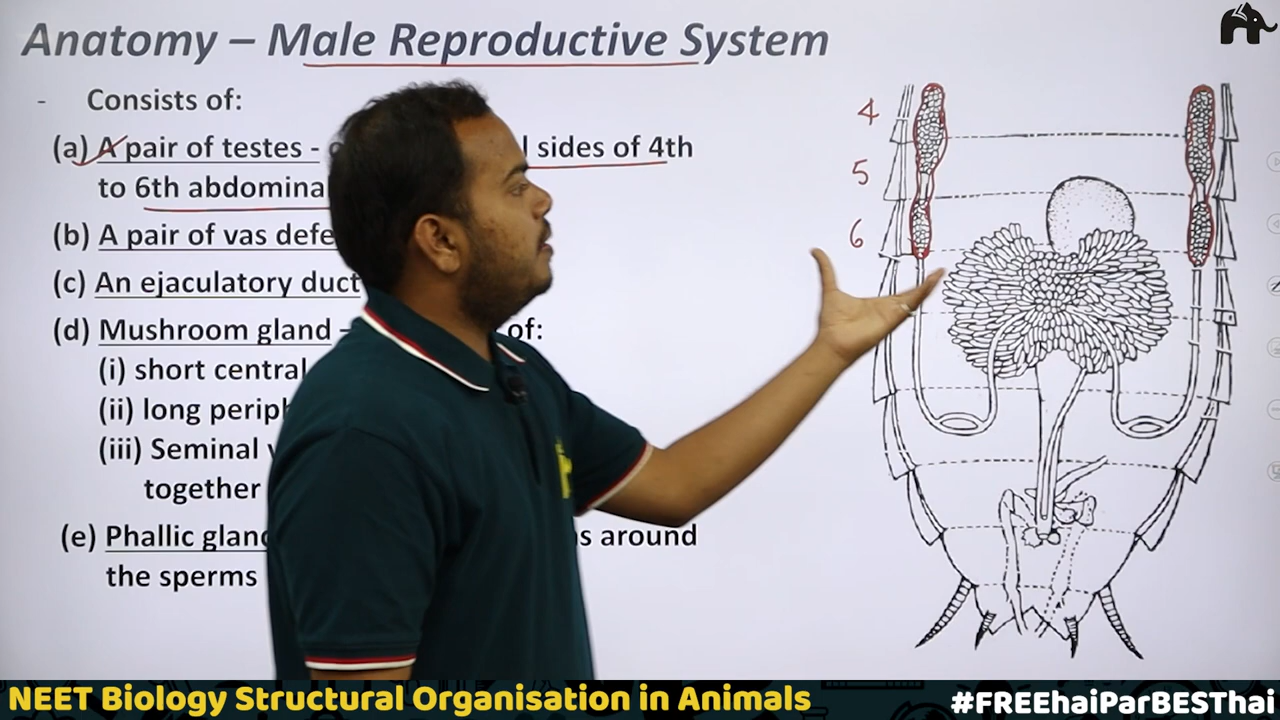 Anatomy – Male Reproductive System
- Consists of:
(a) A pair of testes - sides of 4th
to 6th abdomina
(b) A pair of vas defe
(c) An ejaculatory duct
(d) Mushroom gland – of:
(i) short central
(ii) long periph
(iii) Seminal
together
(e) Phallic gland s around
the sperms
4
5
6
NEET Biology Structural Organisation in Animals
#FREEhaiParBESThai